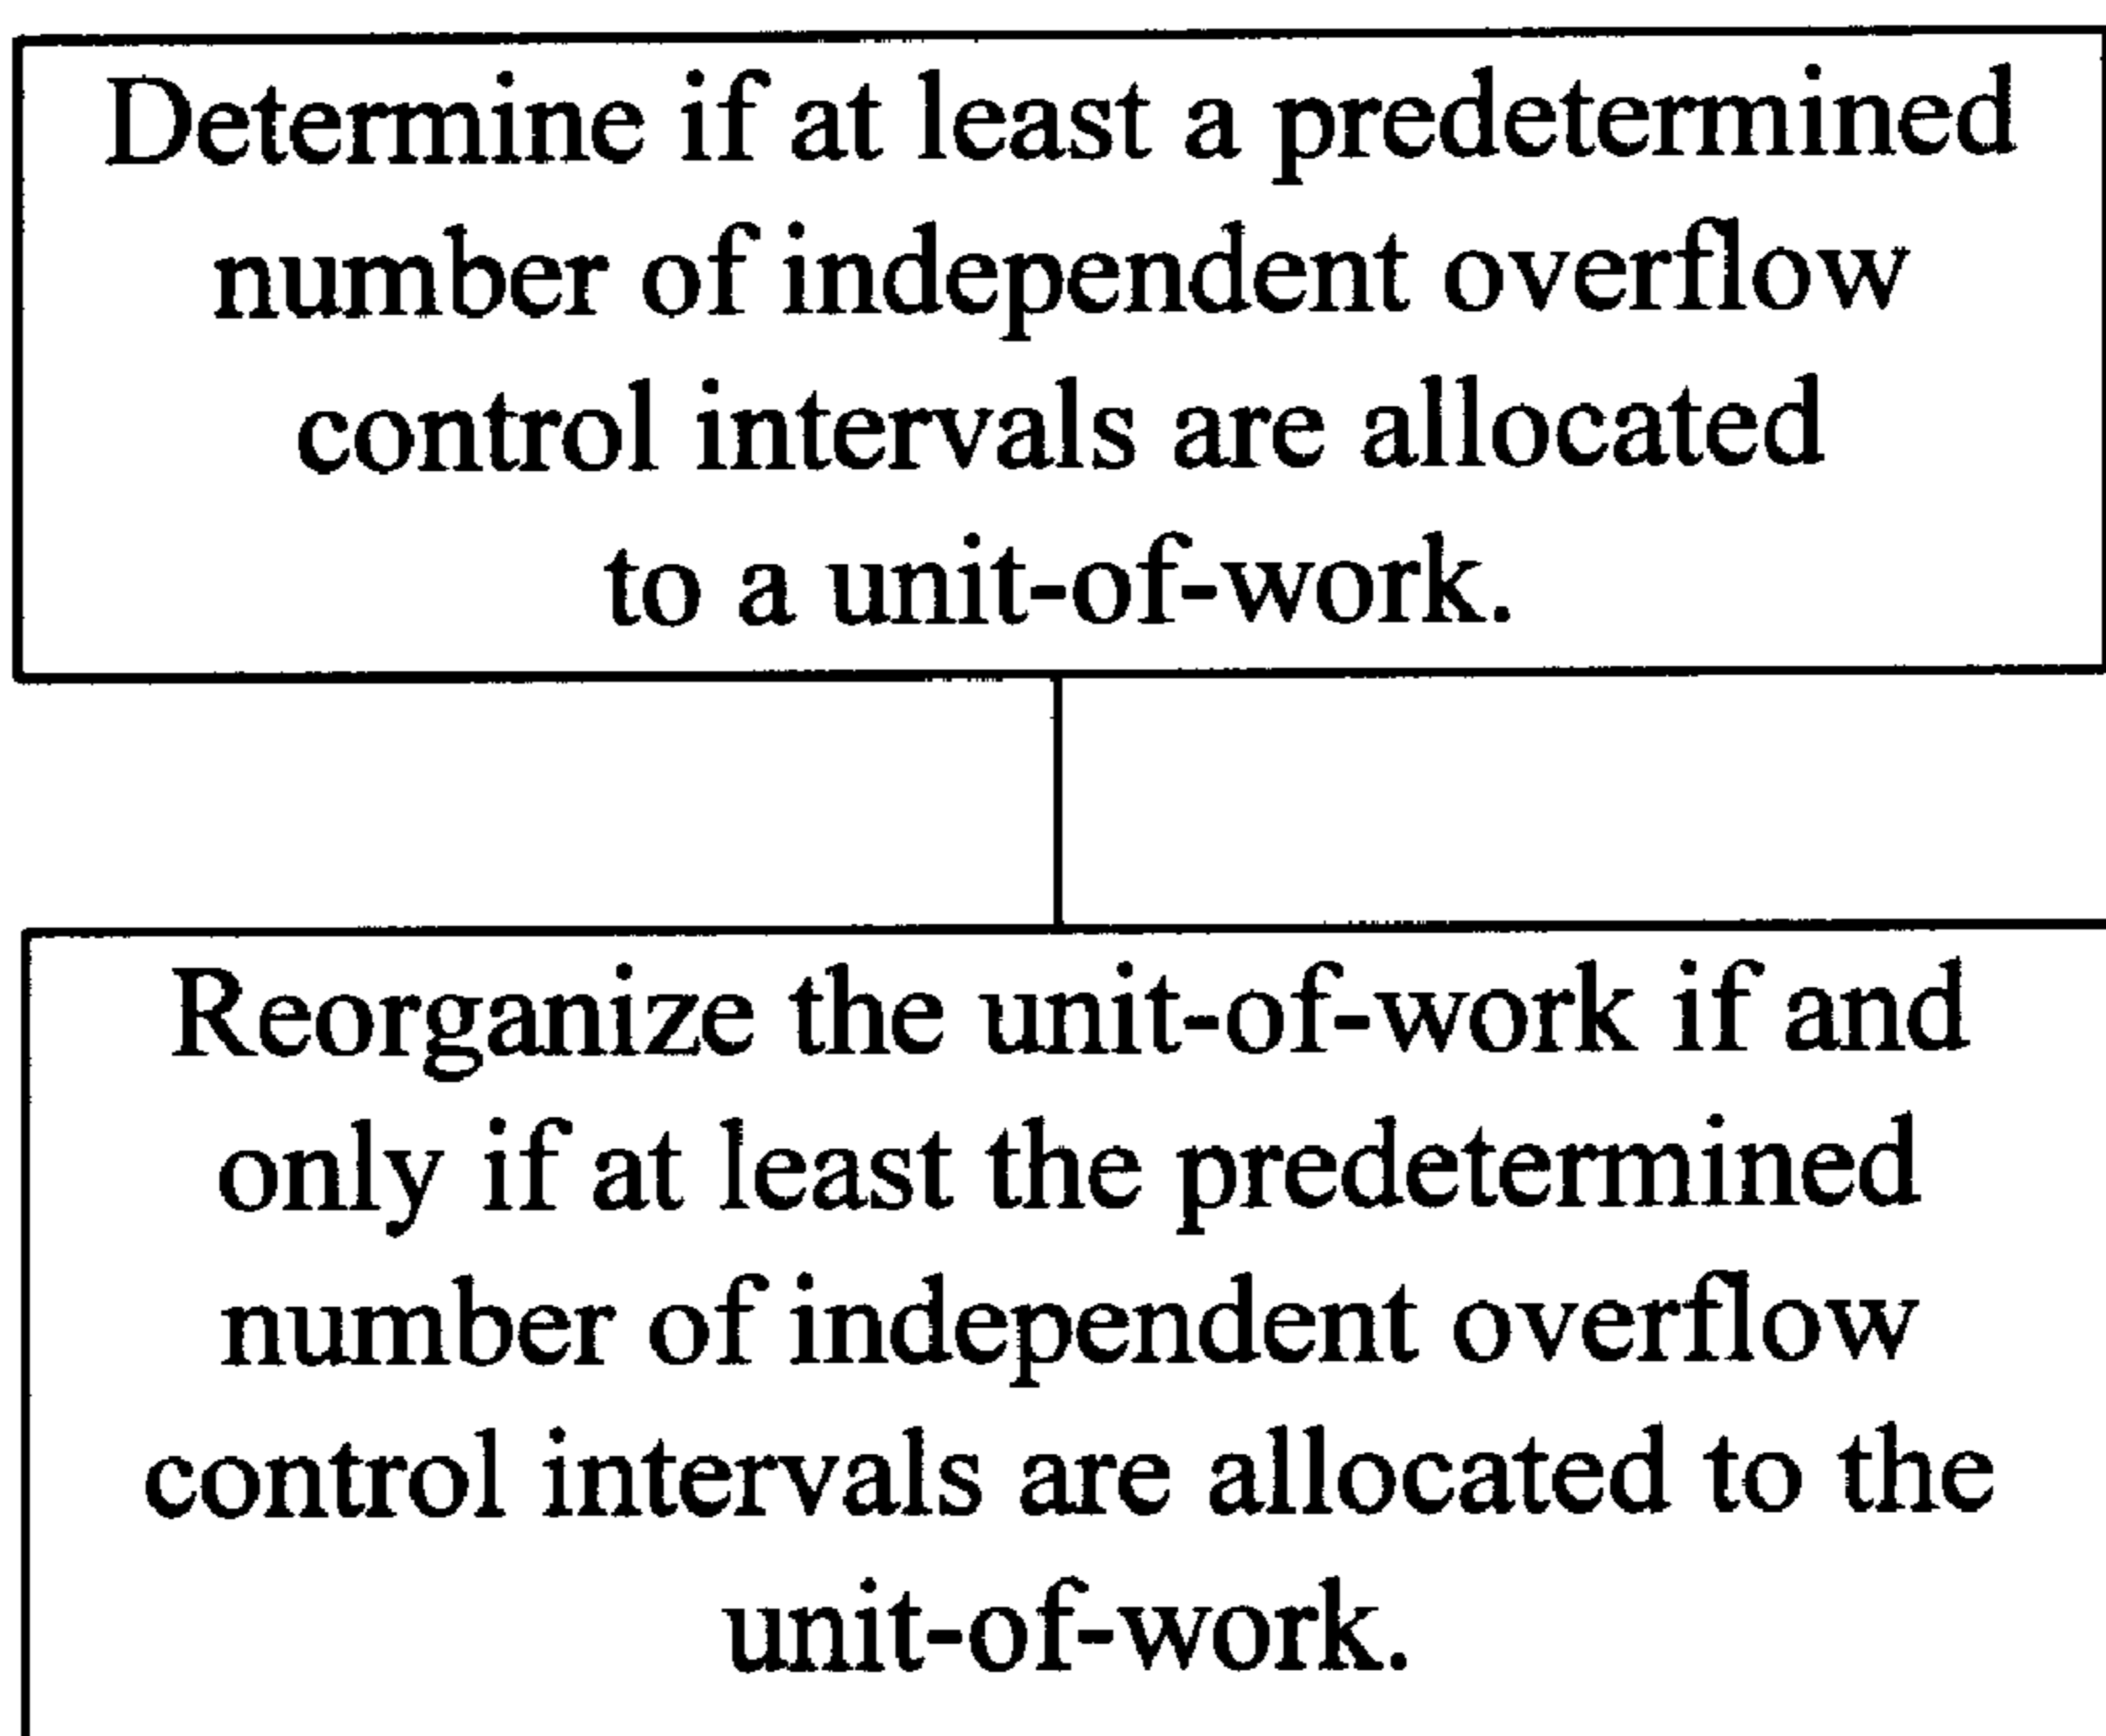 Determine if at least a predetermined
number of independent overflow
control intervals are allocated
to a unit-of-work.
Reorganize the unit-of-work if and
only if at least the predetermined
number of independent overflow
control intervals are allocated to the
unit-of-work.